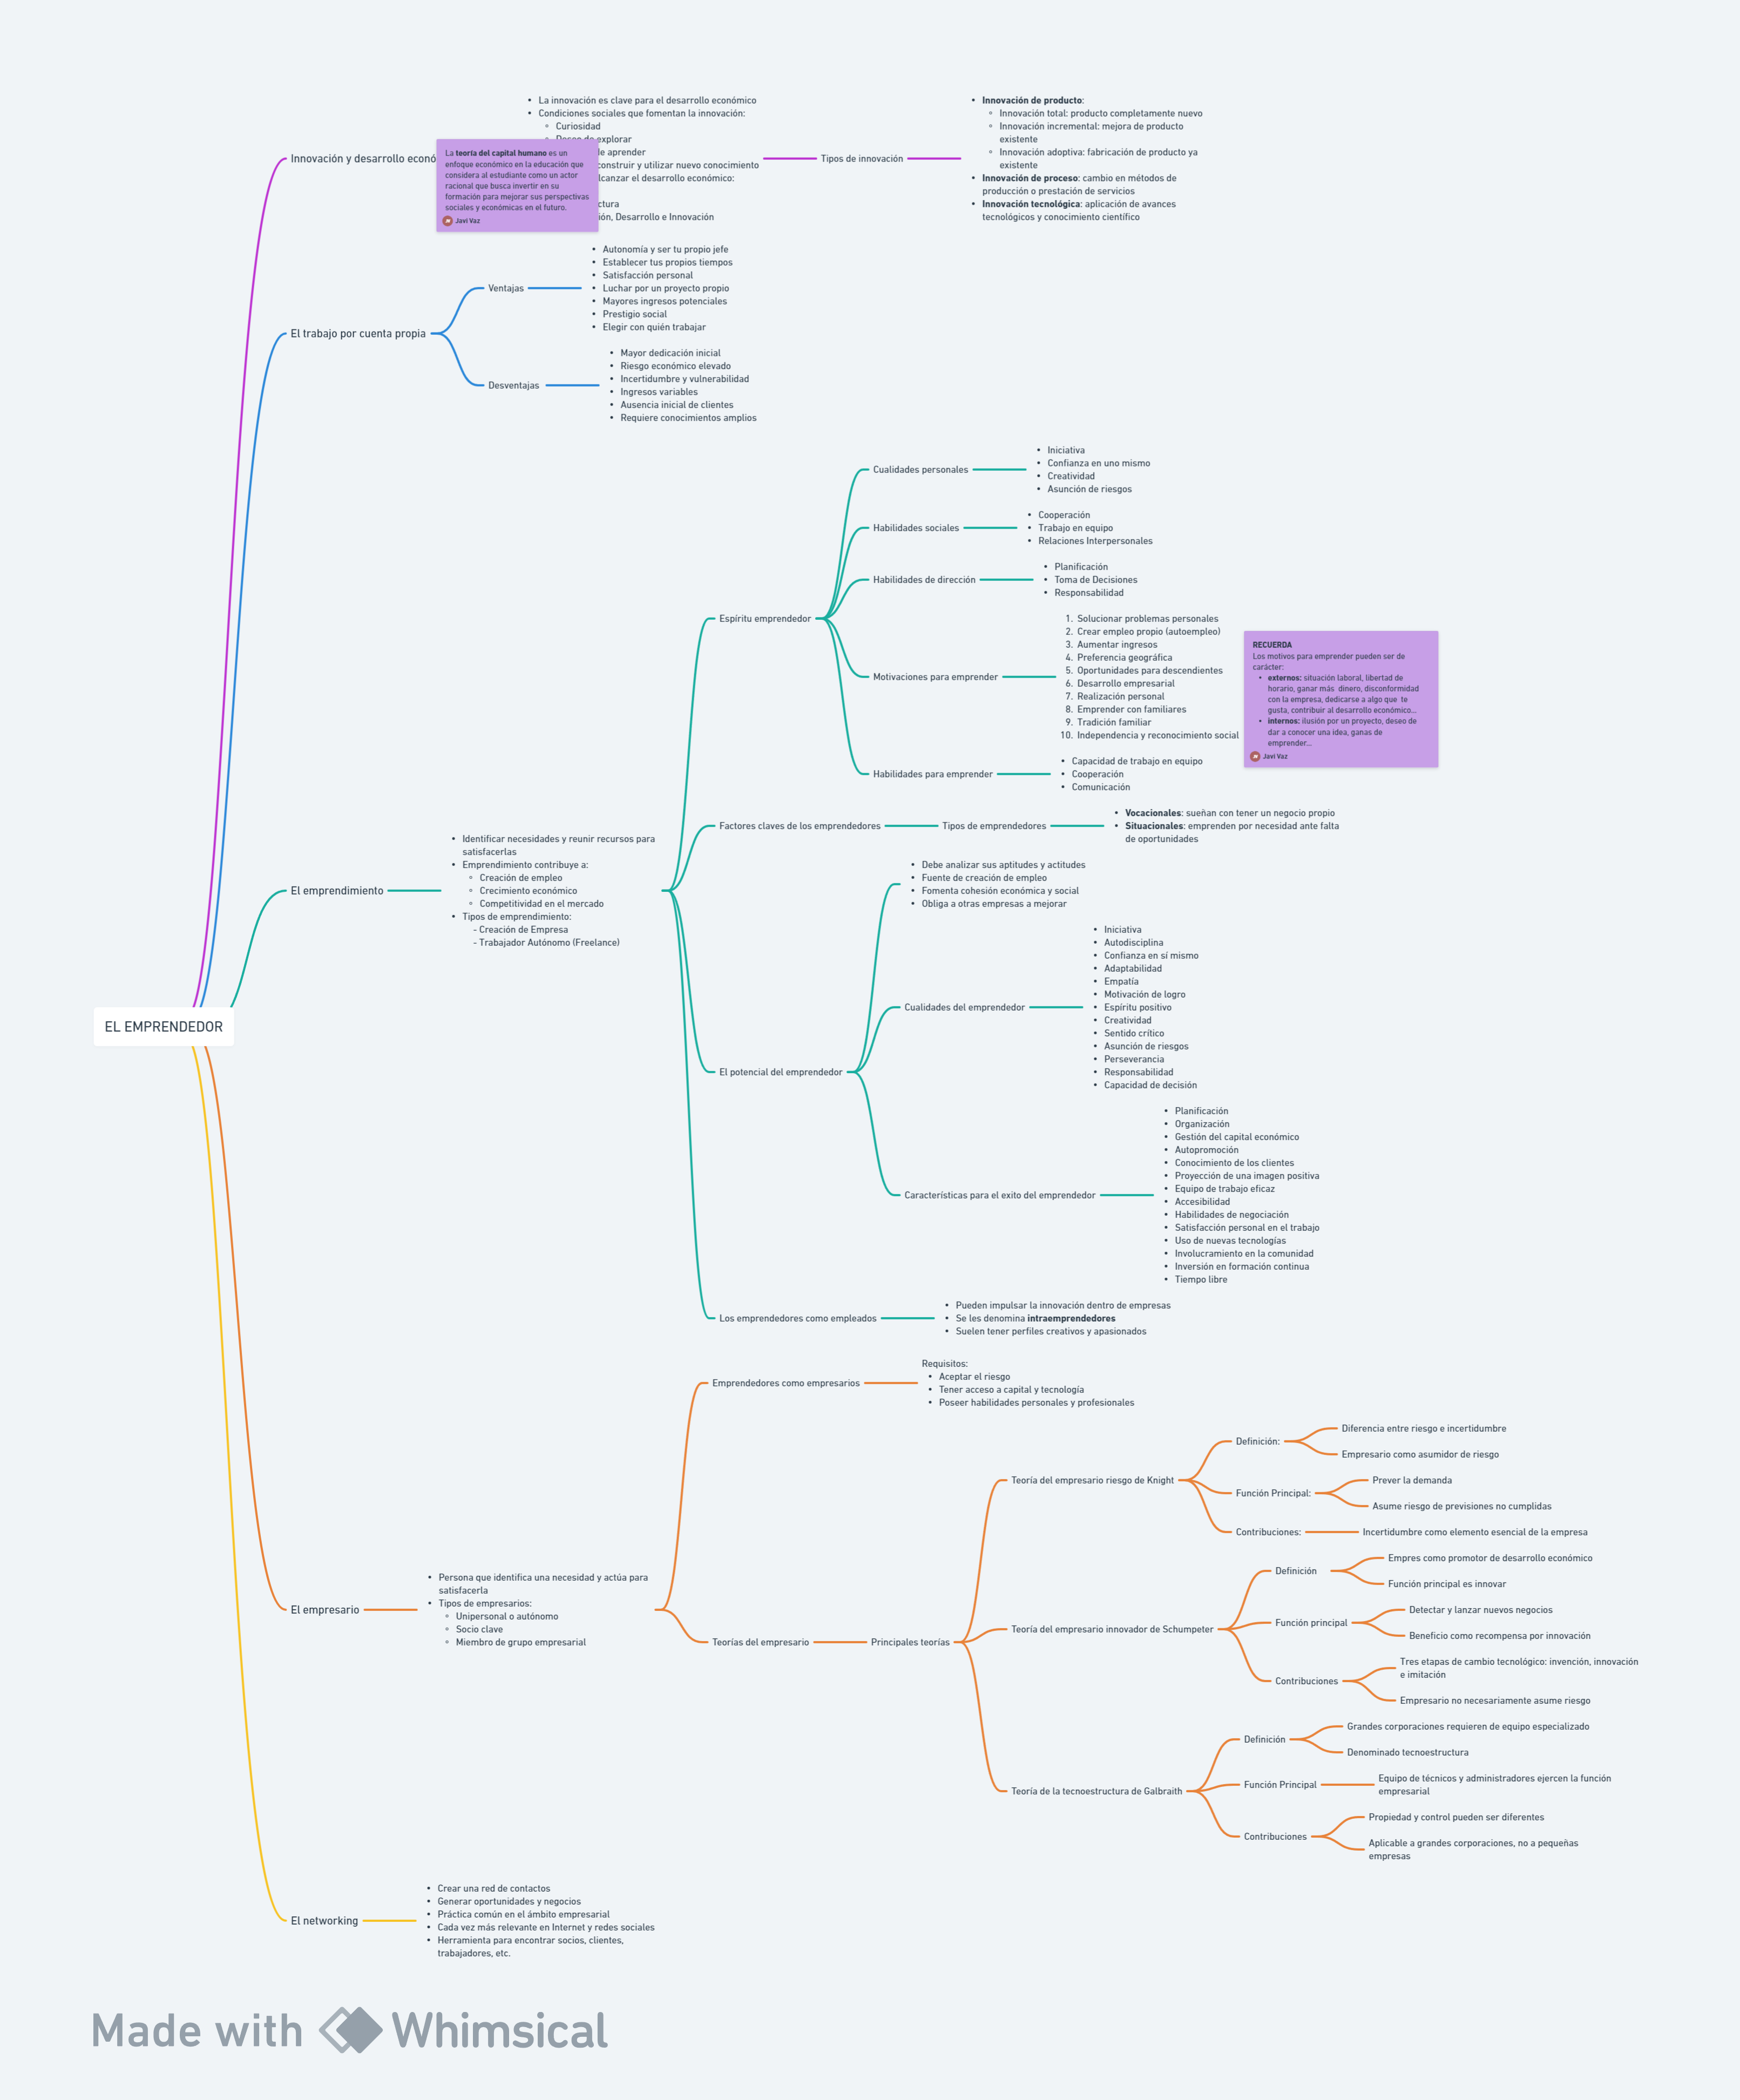 La innovación es clave para el desarrollo económico
Condiciones sociales que fomentan la innovación:
Curiosidad
explorar
de aprender
construir y utilizar nuevo conocimiento
Desarrollo e Innovación
Innovación y desarrollo
La teoría del capital humano es un
enfoque económico en la educación que
considera al estudiante como un actor
racional que busca invertir en su
formación para mejorar sus perspectivas
sociales y económicas en el futuro.
Javi Vaz
alcanzar el desarrollo económico:
Tipos de innovación
Innovación de producto:
Innovación total: producto completamente nuevo
Innovación incremental: mejora de producto
existente
Innovación adoptiva: fabricación de producto ya
existente
Innovación de proceso: cambio en métodos de
producción o prestación de servicios
Innovación tecnológica: aplicación de avances
tecnológicos y conocimiento científico
El trabajo por cuenta propia
Ventajas
Autonomía y ser tu propio jefe
Establecer tus propios tiempos
Satisfacción personal
Luchar por un proyecto propio
Mayores ingresos potenciales
Prestigio social
Elegir con quién trabajar
Desventajas
Mayor dedicación inicial
Riesgo económico elevado
Incertidumbre y vulnerabilidad
Ingresos variables
Ausencia inicial de clientes
Requiere conocimientos amplios
El emprendimiento
Identificar necesidades y reunir recursos para
satisfacerlas
Emprendimiento contribuye a:
Creación de empleo
Crecimiento económico
Competitividad en el mercado
Tipos de emprendimiento:
- Creación de Empresa
- Trabajador Autónomo (Freelance)
Espíritu emprendedor
Cualidades personales
Iniciativa
Confianza en uno mismo
Creatividad
Asunción de riesgos
Habilidades sociales
Cooperación
Trabajo en equipo
Relaciones Interpersonales
Habilidades de dirección
Planificación
Toma de Decisiones
Responsabilidad
Motivaciones para emprender
1. Solucionar problemas personales
2. Crear empleo propio (autoempleo)
3. Aumentar ingresos
4. Preferencia geográfica
5. Oportunidades para descendientes
6. Desarrollo empresarial
7. Realización personal
8. Emprender con familiares
9. Tradición familiar
10. Independencia y reconocimiento social
RECUERDA
Los motivos para emprender pueden ser de
carácter:
externos: situación laboral, libertad de
horario, ganar más dinero, disconformidad
con la empresa, dedicarse a algo que te
gusta, contribuir al desarrollo económico...
internos: ilusión por un proyecto, deseo de
dar a conocer una idea, ganas de
emprender...
Javi Vaz
Habilidades para emprender
Capacidad de trabajo en equipo
Cooperación
Comunicación
Factores claves de los emprendedores
Tipos de emprendedores
Vocacionales: sueñan con tener un negocio propio
Situacionales: emprenden por necesidad ante falta
de oportunidades
El potencial del emprendedor
Debe analizar sus aptitudes y actitudes
Fuente de creación de empleo
Fomenta cohesión económica y social
Obliga a otras empresas a mejorar
Cualidades del emprendedor
Iniciativa
Autodisciplina
Confianza en sí mismo
Adaptabilidad
Empatía
Motivación de logro
Espíritu positivo
Creatividad
Sentido crítico
Asunción de riesgos
Perseverancia
Responsabilidad
Capacidad de decisión
Características para el exito del emprendedor
Planificación
Organización
Gestión del capital económico
Autopromoción
Conocimiento de los clientes
Proyección de una imagen positiva
Equipo de trabajo eficaz
Accesibilidad
Habilidades de negociación
Satisfacción personal en el trabajo
Uso de nuevas tecnologías
Involucramiento en la comunidad
Inversión en formación continua
Tiempo libre
Los emprendedores como empleados
Pueden impulsar la innovación dentro de empresas
Se les denomina intraemprendedores
Suelen tener perfiles creativos y apasionados
EL EMPRENDEDOR
El empresario
Persona que identifica una necesidad y actúa para
satisfacerla
Tipos de empresarios:
Unipersonal o autónomo
Socio clave
Miembro de grupo empresarial
Emprendedores como empresarios
Requisitos:
Aceptar el riesgo
Tener acceso a capital y tecnología
Poseer habilidades personales y profesionales
Teorías del empresario
Principales teorías
Teoría del empresario riesgo de Knight
Definición:
Diferencia entre riesgo e incertidumbre
Empresario como asumidor de riesgo
Función Principal:
Prever la demanda
Asume riesgo de previsiones no cumplidas
Contribuciones:
Incertidumbre como elemento esencial de la empresa
Teoría del empresario innovador de Schumpeter
Definición
Empres como promotor de desarrollo económico
Función principal es innovar
Función principal
Detectar y lanzar nuevos negocios
Beneficio como recompensa por innovación
Contribuciones
Tres etapas de cambio tecnológico: invención, innovación
e imitación
Empresario no necesariamente asume riesgo
Teoría de la tecnoestructura de Galbraith
Definición
Grandes corporaciones requieren de equipo especializado
Denominado tecnoestructura
Función Principal
Equipo de técnicos y administradores ejercen la función
empresarial
Contribuciones
Propiedad y control pueden ser diferentes
Aplicable a grandes corporaciones, no a pequeñas
empresas
El networking
Crear una red de contactos
Generar oportunidades y negocios
Práctica común en el ámbito empresarial
Cada vez más relevante en Internet y redes sociales
Herramienta para encontrar socios, clientes,
trabajadores, etc.
Made with Whimsical